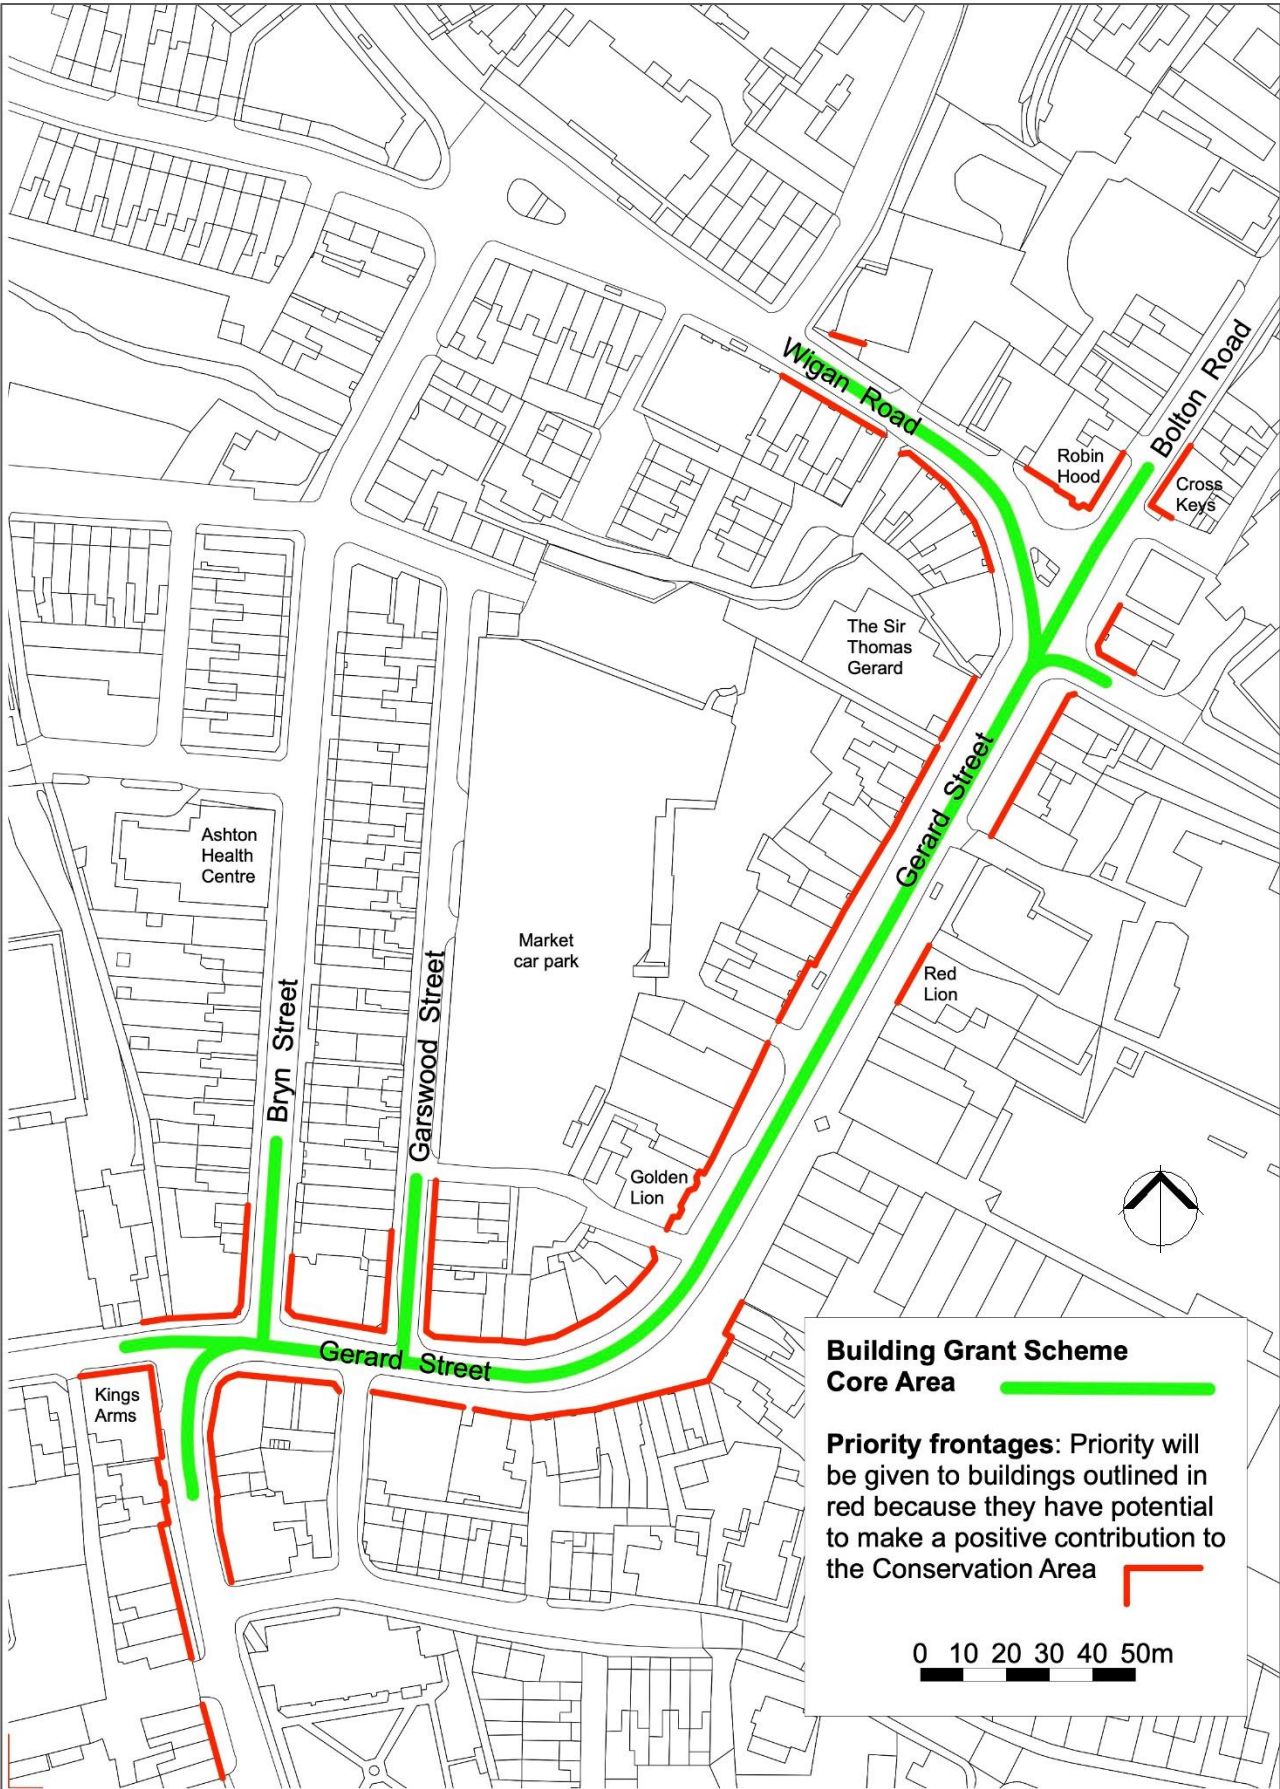 Wigan Road
Bolton Road
Robin
Hood
Cross
Keys
The Sir
Thomas
Gerard
Gerard Street
Ashton
Health
Centre
Market
car park
Red
Lion
Bryn Street
Garswood Street
Golden
Lion
Gerard Street
Kings
Arms
Building Grant Scheme
Core Area
Priority frontages: Priority will
be given to buildings outlined in
red because they have potential
to make a positive contribution to
the Conservation Area
0 10 20 30 40 50m